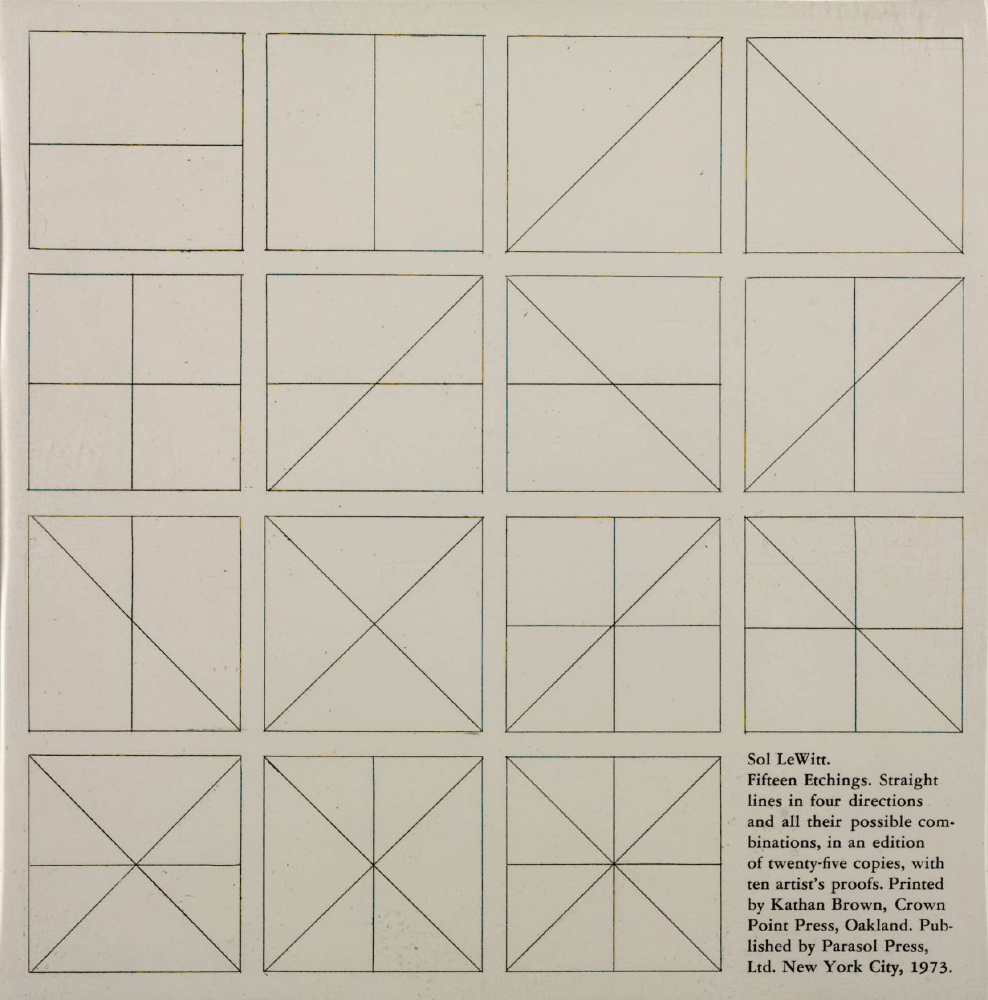 Sol LeWitt.
Fifteen Etchings. Straight
lines in four directions
and all their possible com-
binations, in an edition
of twenty-five copies, with
ten artist's proofs. Printed
by Kathan Brown, Crown
Point Press, Oakland. Pub-
lished by Parasol Press,
Ltd. New York City, 1973.